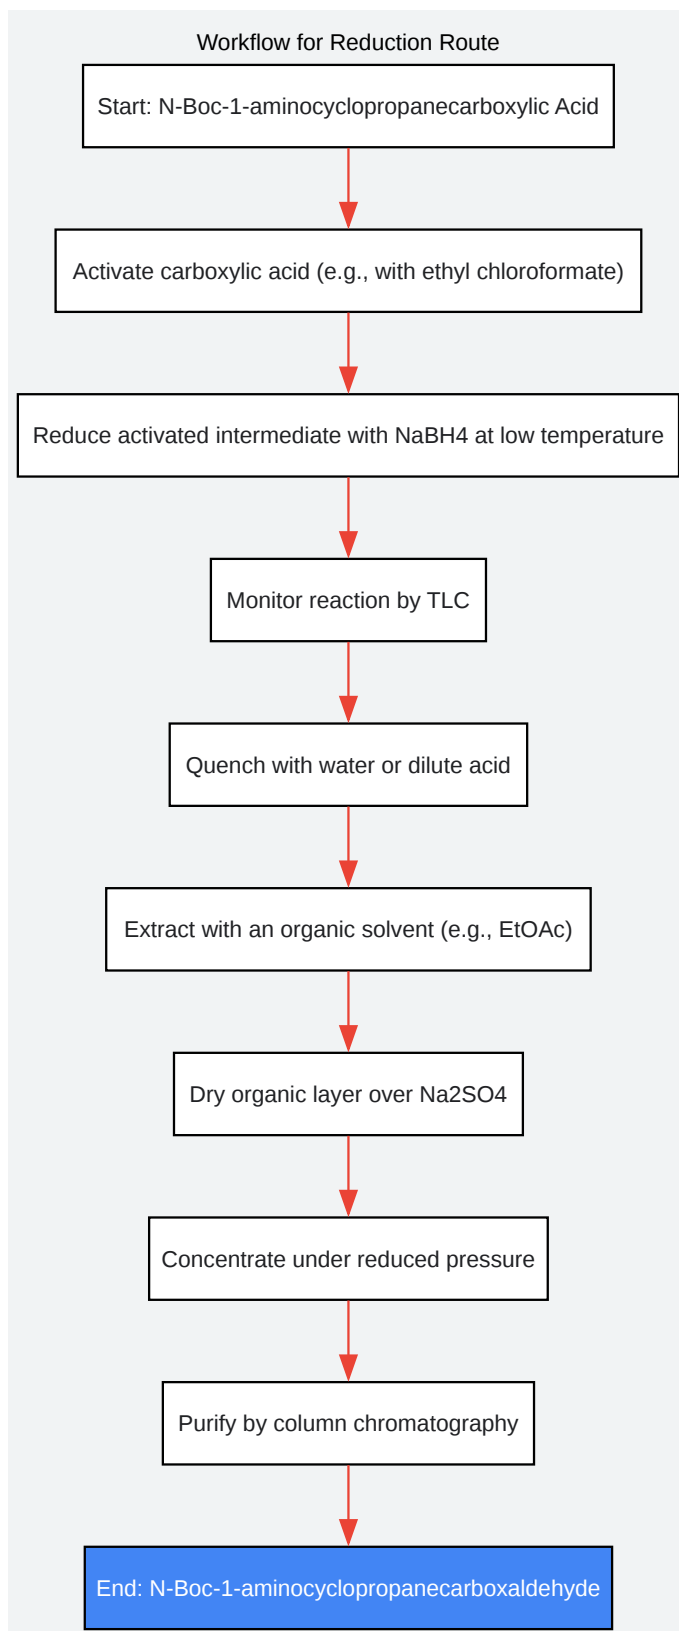 Workflow for Reduction Route
Start: N-Boc-1-aminocyclopropanecarboxylic Acid
Activate carboxylic acid (e.g., with ethyl chloroformate)
Reduce activated intermediate with NaBH4 at low temperature
Monitor reaction by TLC
Quench with water or dilute acid
Extract with an organic solvent (e.g., EtOAc)
Dry organic layer over Na2SO4
Concentrate under reduced pressure
Purify by column chromatography
End: N-Boc-1-aminocyclopropanecarboxaldehyde